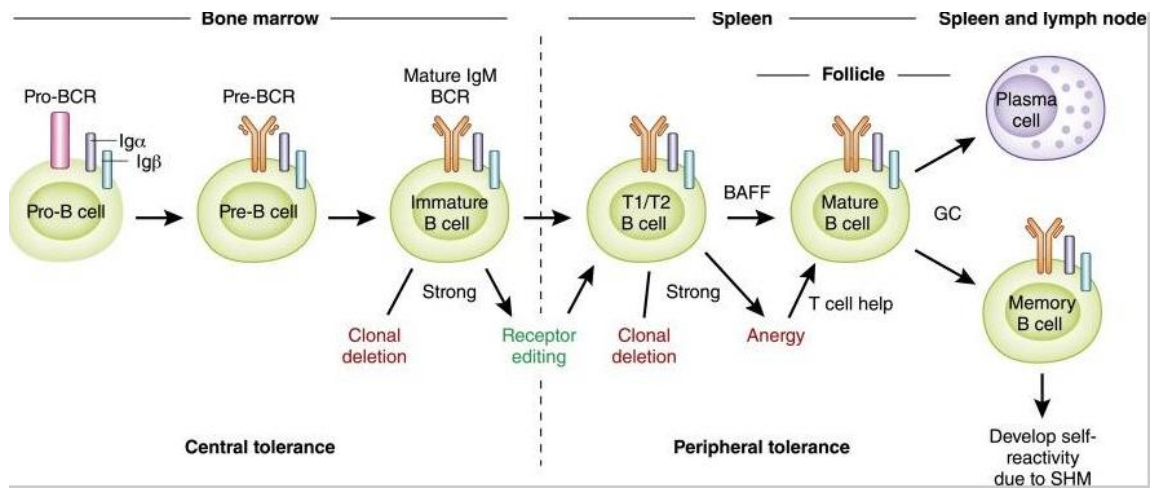 Bone marrow
Spleen
Spleen and lymph node
Follicle
Pro-BCR
Pre-BCR
Mature IgM
BCR
Igα
Igβ
Pro-B cell
Pre-B cell
Immature
B cell
T1/T2
B cell
BAFF
Mature
B cell
GC
Plasma
cell
Memory
B cell
Strong
Clonal
deletion
Receptor
editing
Strong
Clonal
deletion
Anergy
T cell help
Central tolerance
Peripheral tolerance
Develop self-
reactivity
due to SHM